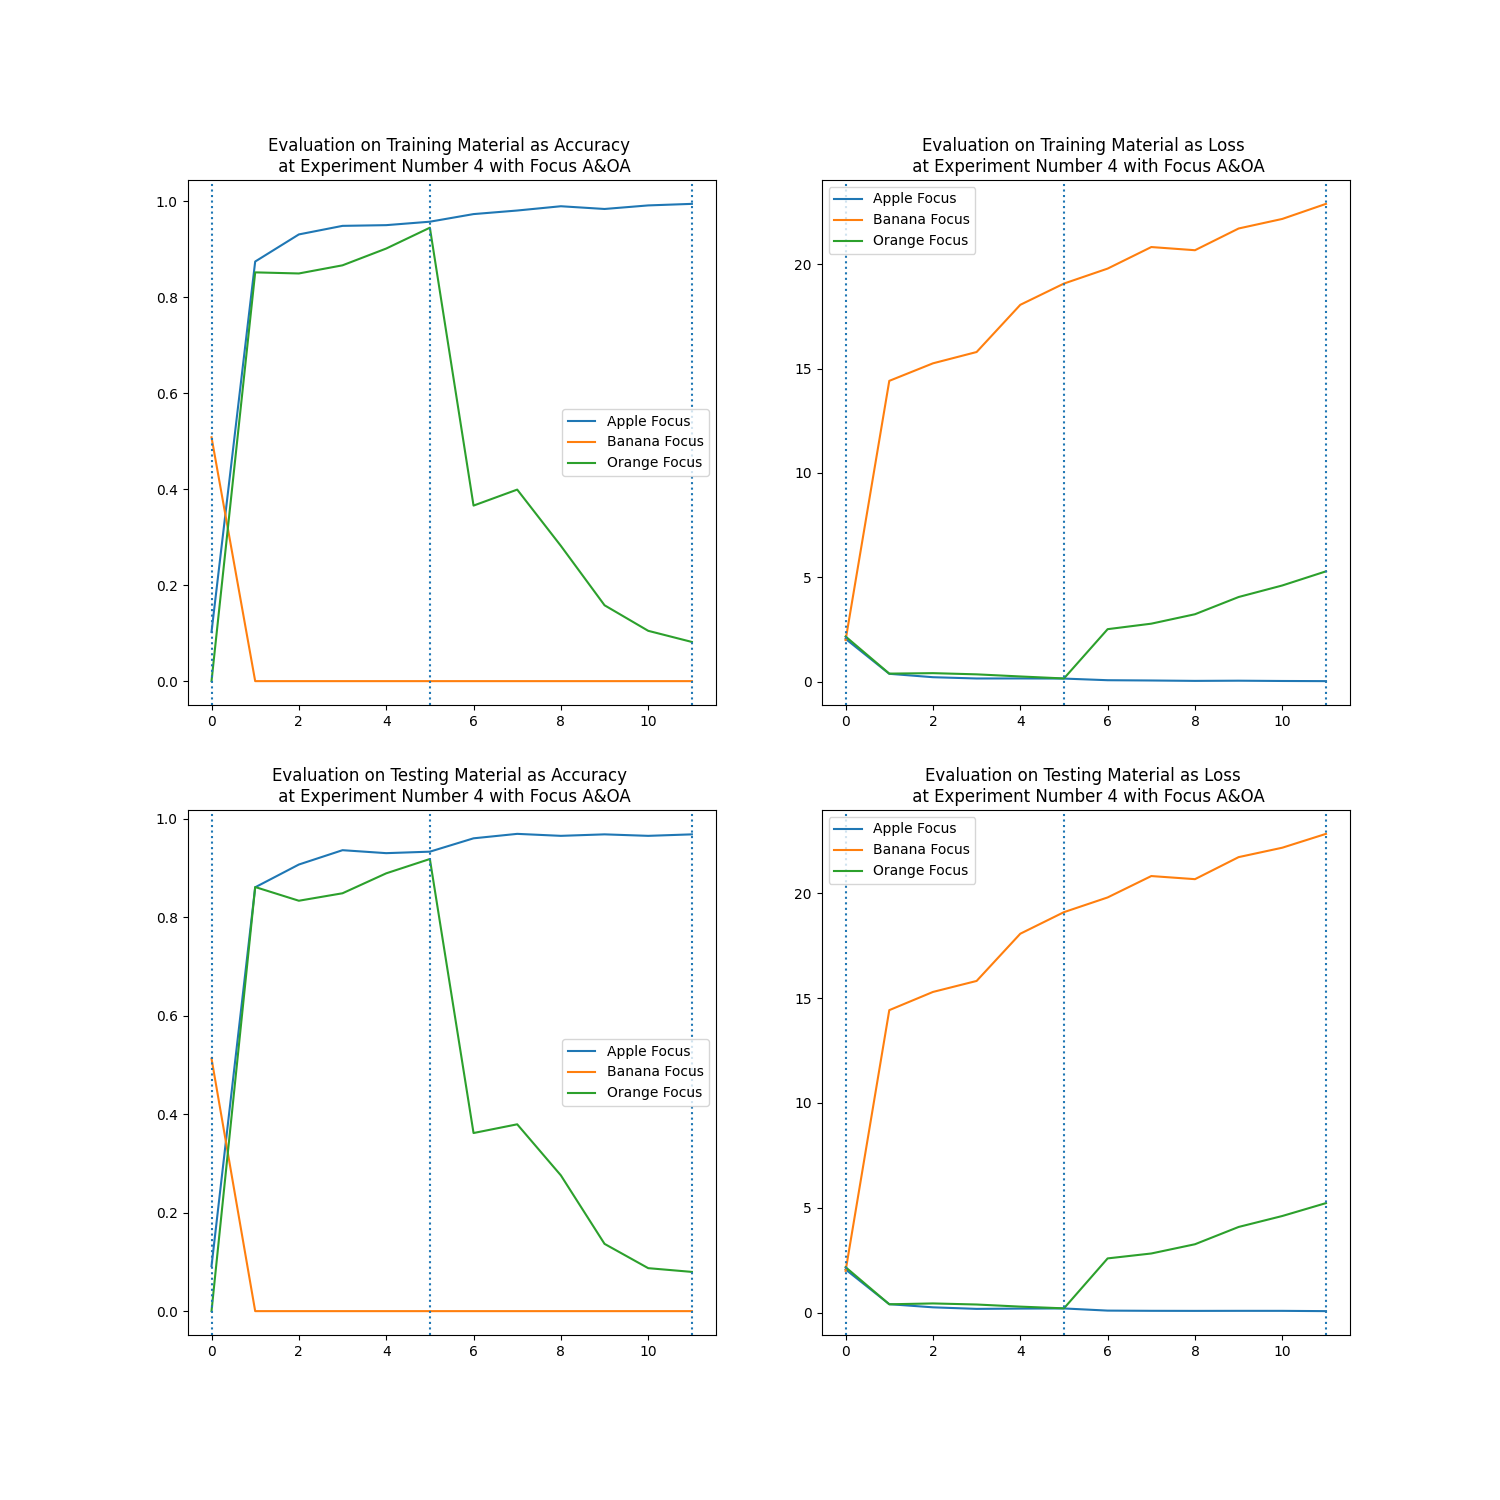 Evaluation on Training Material as Accuracy
at Experiment Number 4 with Focus A&OA
1.0
0.8
0.6
0.4
0.2
0.0
Apple Focus
Banana Focus
Orange Focus
0 2 4 6 8 10
Evaluation on Training Material as Loss
at Experiment Number 4 with Focus A&OA
Apple Focus
Banana Focus
Orange Focus
20
15
10
5
0
0 2 4 6 8 10
Evaluation on Testing Material as Accuracy
at Experiment Number 4 with Focus A&OA
1.0
0.8
0.6
0.4
0.2
0.0
Apple Focus
Banana Focus
Orange Focus
0 2 4 6 8 10
Evaluation on Testing Material as Loss
at Experiment Number 4 with Focus A&OA
Apple Focus
Banana Focus
Orange Focus
20
15
10
5
0
0 2 4 6 8 10